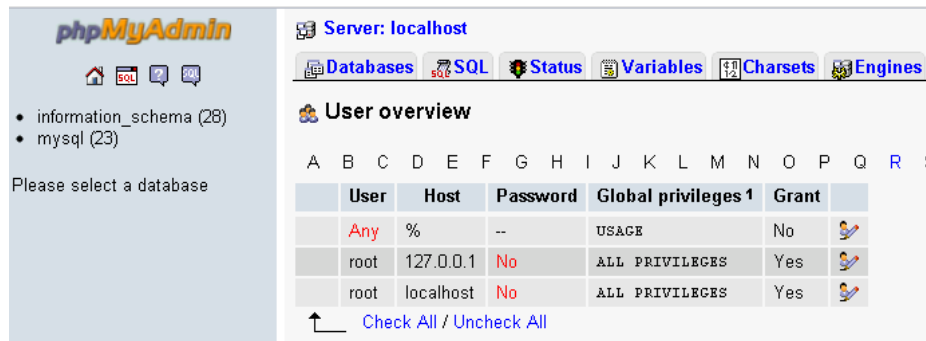 phpMyAdmin
SQL
SQL
information_schema (28)
mysql (23)
Please select a database
Server: localhost
Databases SQL Status Variables Charsets Engines
User overview
A B C D E F G H I J K L M N O P Q R
User Host Password Global privileges 1 Grant
Any % -- USAGE No
root 127.0.0.1 No ALL PRIVILEGES Yes
root localhost No ALL PRIVILEGES Yes
Check All / Uncheck All